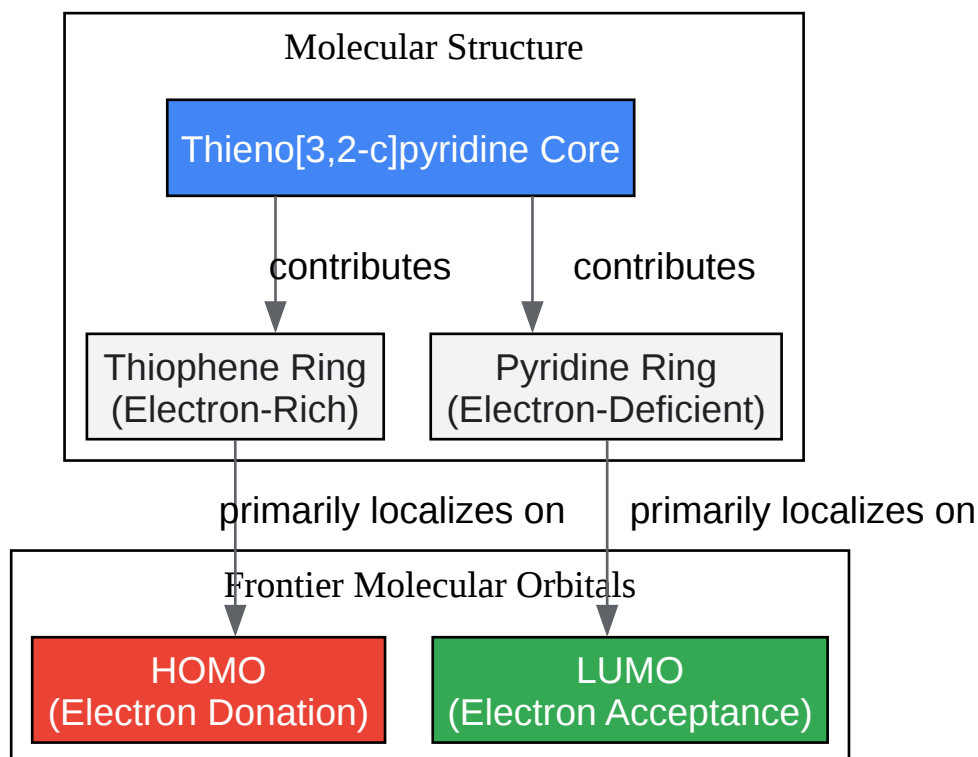 Molecular Structure
Thieno[3,2-c]pyridine Core
contributes
contributes
Thiophene Ring
(Electron-Rich)
Pyridine Ring
(Electron-Deficient)
primarily localizes on
primarily localizes on
Frontier Molecular Orbitals
HOMO
(Electron Donation)
LUMO
(Electron Acceptance)